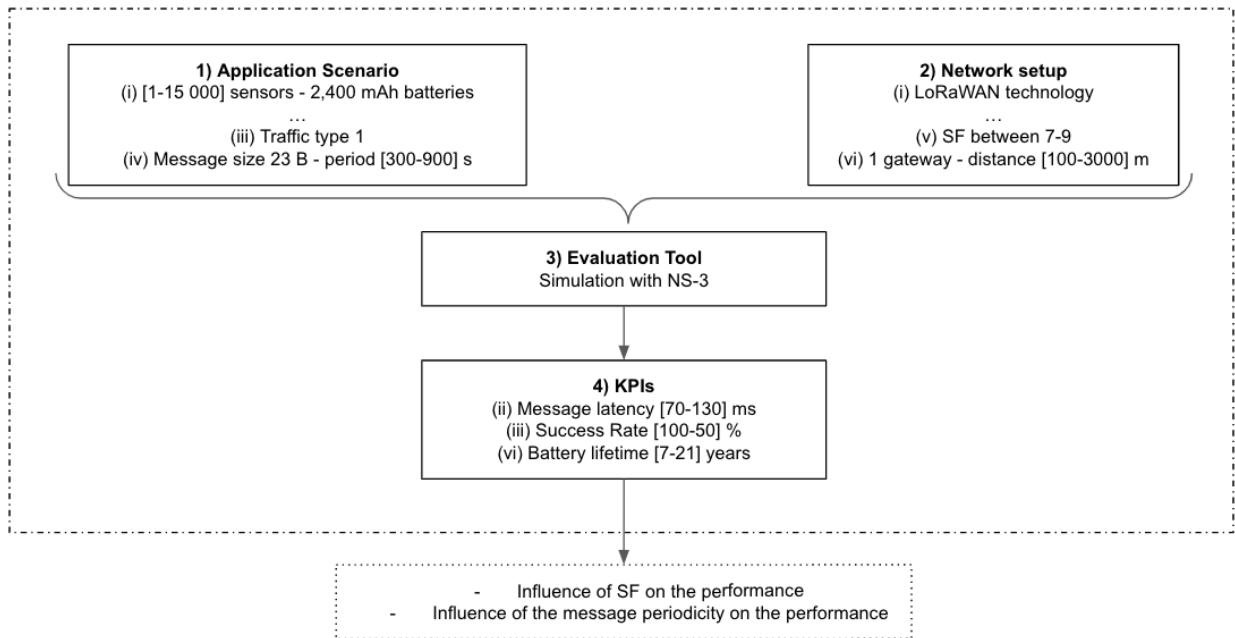 1) Application Scenario
(i) [1-15 000] sensors - 2,400 mAh batteries
...
(iii) Traffic type 1
(iv) Message size 23 B - period [300-900] s
2) Network setup
(i) LoRaWAN technology
...
(v) SF between 7-9
(vi) 1 gateway - distance [100-3000] m
3) Evaluation Tool
Simulation with NS-3
4) KPIs
(ii) Message latency [70-130] ms
(iii) Success Rate [100-50] %
(vi) Battery lifetime [7-21] years
- Influence of SF on the performance
- Influence of the message periodicity on the performance